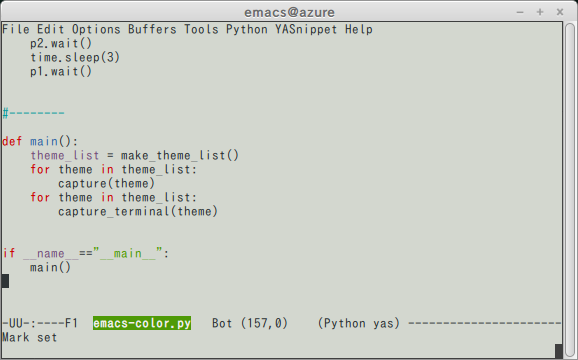 emacs@azure
File Edit Options Buffers Tools Python YASnippet Help
    p2.wait()
    time.sleep(3)
    p1.wait()
#--------
def main():
    theme_list = make_theme_list()
    for theme in theme_list:
        capture(theme)
    for theme in theme_list:
        capture_terminal(theme)
if __name__=="__main__":
    main()
-UU-:----F1  emacs-color.py   Bot (157,0)    (Python yas) ----------------------
Mark set